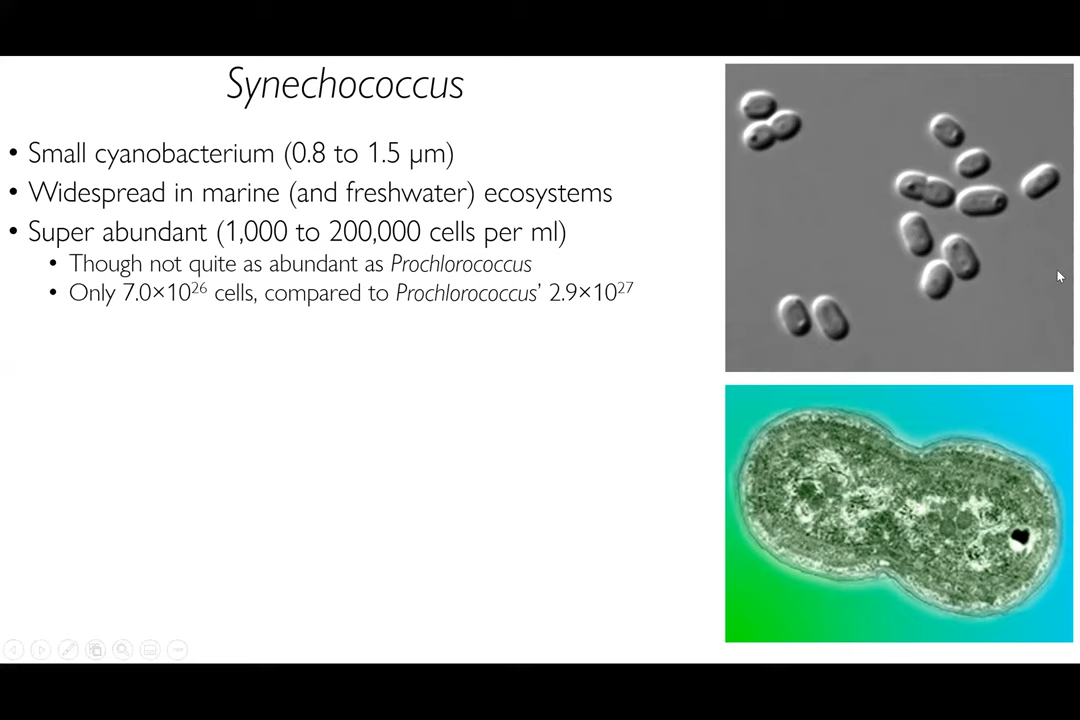 Synechococcus
• Small cyanobacterium (0.8 to 1.5 µm)
• Widespread in marine (and freshwater) ecosystems
• Super abundant (1,000 to 200,000 cells per ml)
• Though not quite as abundant as Prochlorococcus
• Only 7.0×10²⁶ cells, compared to Prochlorococcus’ 2.9×10²⁷